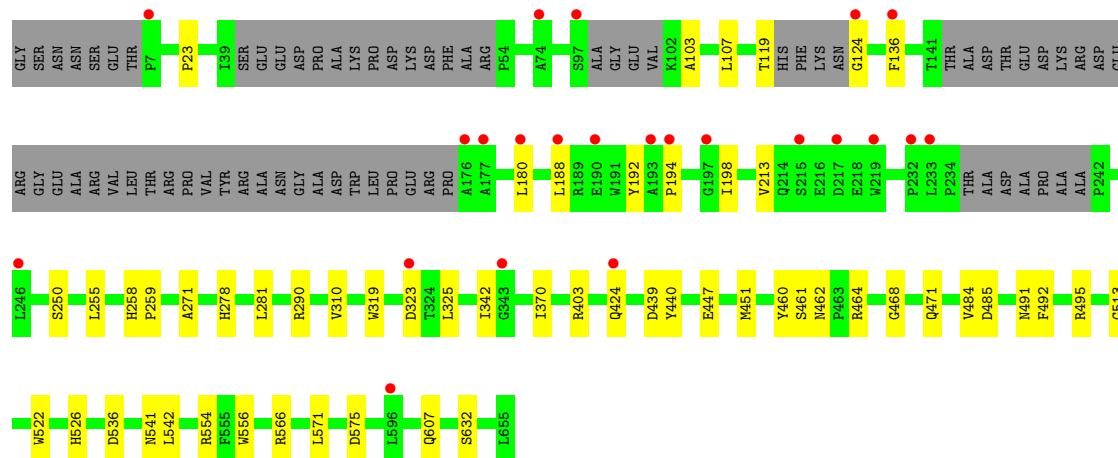 GLY SER ASN ASN SER GLU THR P7 P23 I39 SER GLU GLU ASP PRO ALA LYS PRO ASP LYS ASP PHE ALA ARG P54 A74 S97 ALA GLY GLU VAL K102 A103 L107 T119 HIS PHE LYS ASN G124 F136 T141 THR ALA ASP THR GLU ASP LYS ARG ASP GLU
ARG GLY GLU ALA ARG VAL LEU THR ARG PRO VAL TYR ARG ALA ASN GLY ALA ASP TRP LEU PRO GLU ARG PRO A176 A177 L180 L188 R189 E190 W191 Y192 A193 P194 G197 I198 V213 Q214 S215 E216 D217 E218 W219 P232 L233 P234 THR ALA ASP ALA PRO ALA ALA P242
L246 S250 L255 H258 P259 A271 H278 L281 R290 V310 W319 D323 T324 L325 I342 G343 I370 R403 Q424 D439 Y440 E447 M451 Y460 S461 N462 P463 R464 G468 Q471 V484 D485 N491 F492 R495 G513
W522 H526 D536 N541 L542 R554 F555 W556 R566 L571 D575 L596 Q607 S632 L655